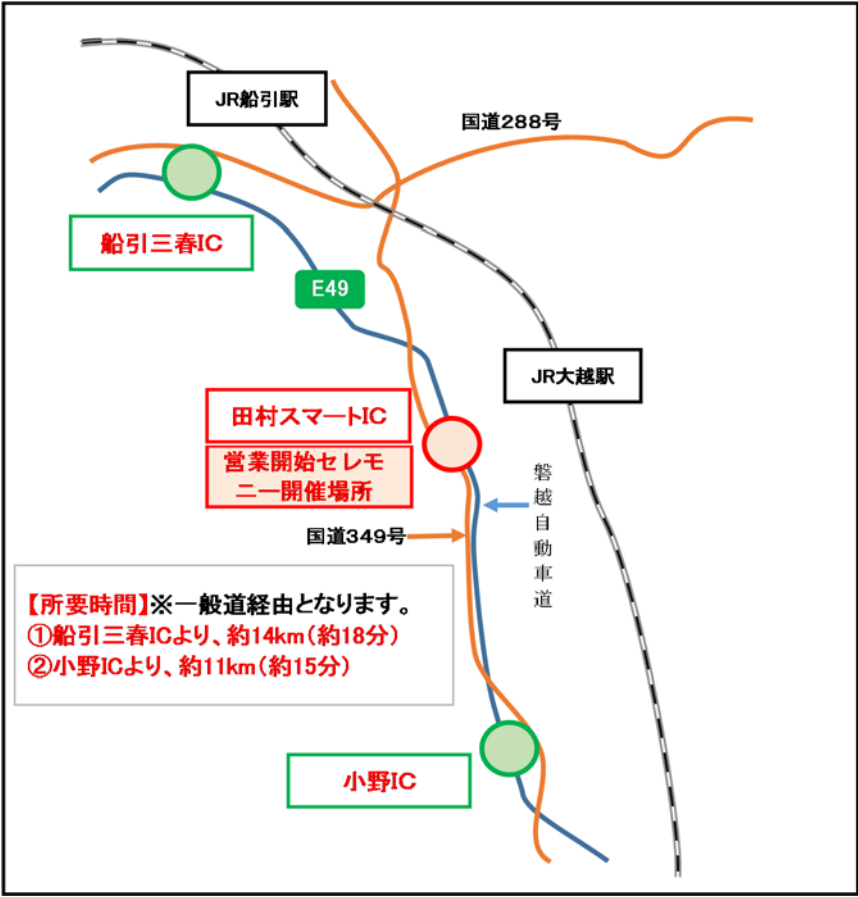 JR船引駅
国道288号
船引三春IC
E49
JR大越駅
田村スマートIC
営業開始セレモ
ニー開催場所
磐越自動車道
国道349号
【所要時間】※一般道経由となります。
①船引三春ICより、約14km(約18分)
②小野ICより、約11km(約15分)
小野IC